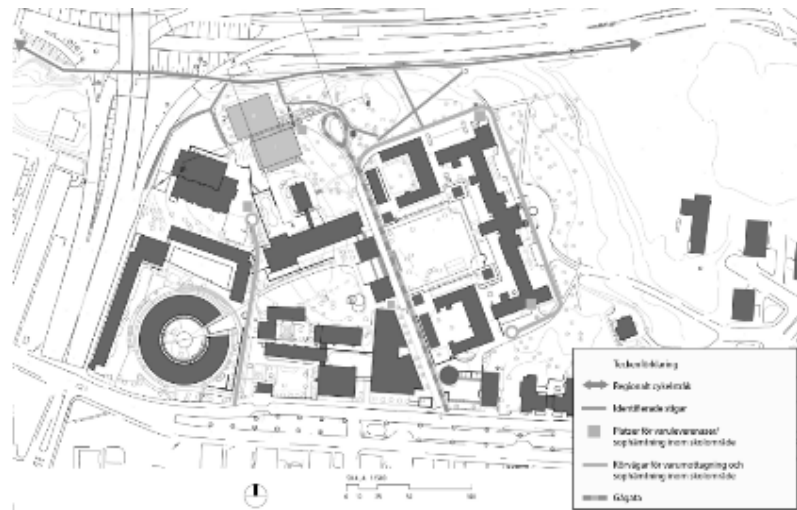 Teckenförklaring
Regionalt cykelstråk
Identifierade stigar
Platser för varuleveranser/
sophämtning inom skolområde
Körvägar för varumottagning och
sophämtning inom skolområde
Gågata